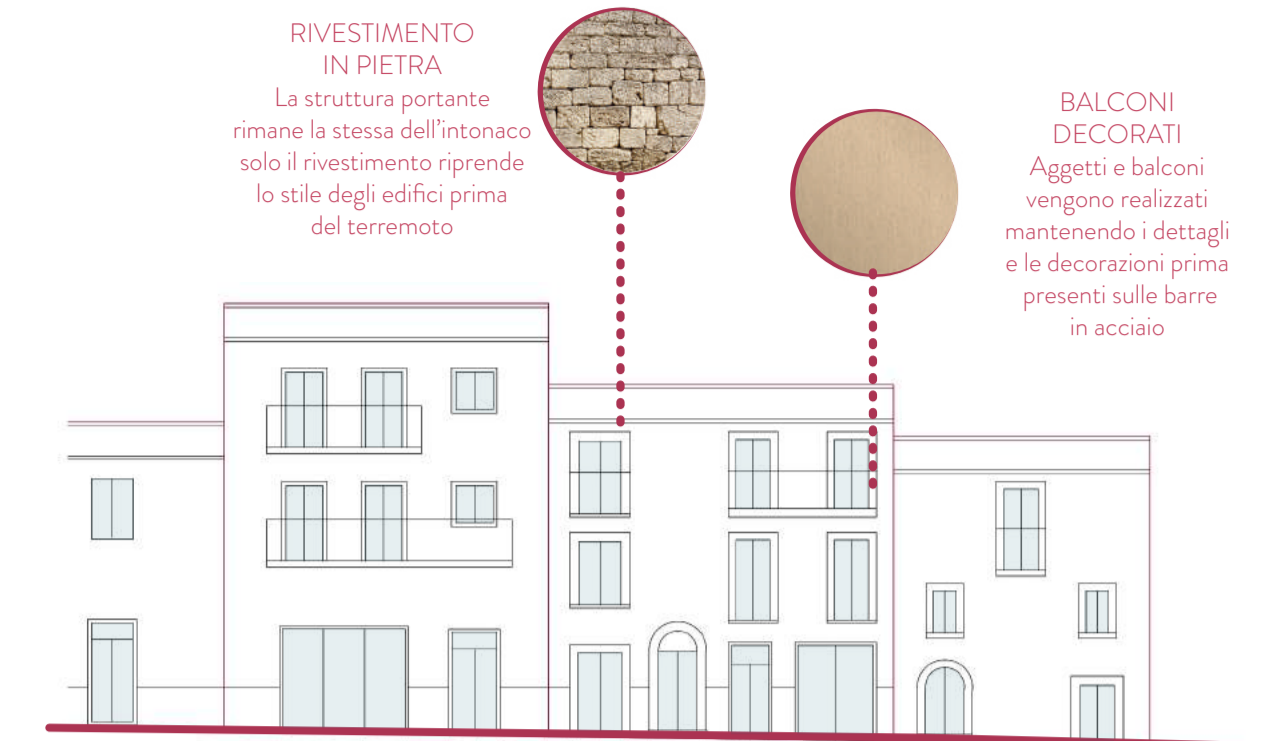 RIVESTIMENTO
IN PIETRA
La struttura portante
rimane la stessa dell'intonaco
solo il rivestimento riprende
lo stile degli edifici prima
del terremoto
BALCONI
DECORATI
Aggetti e balconi
vengono realizzati
mantenendo i dettagli
e le decorazioni prima
presenti sulle barre
in acciaio